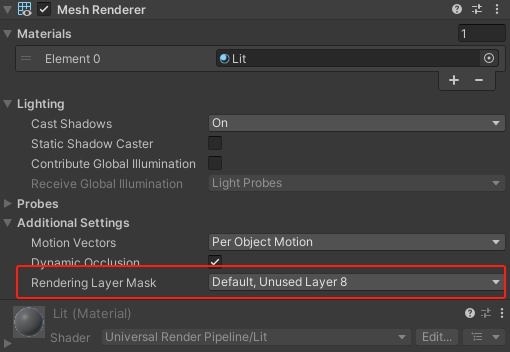 Mesh Renderer
Materials 1
Element 0 Lit
+ −
Lighting
Cast Shadows On
Static Shadow Caster
Contribute Global Illumination
Receive Global Illumination Light Probes
Probes
Additional Settings
Motion Vectors Per Object Motion
Dynamic Occlusion
Rendering Layer Mask Default, Unused Layer 8
Lit (Material)
Shader Universal Render Pipeline/Lit Edit...